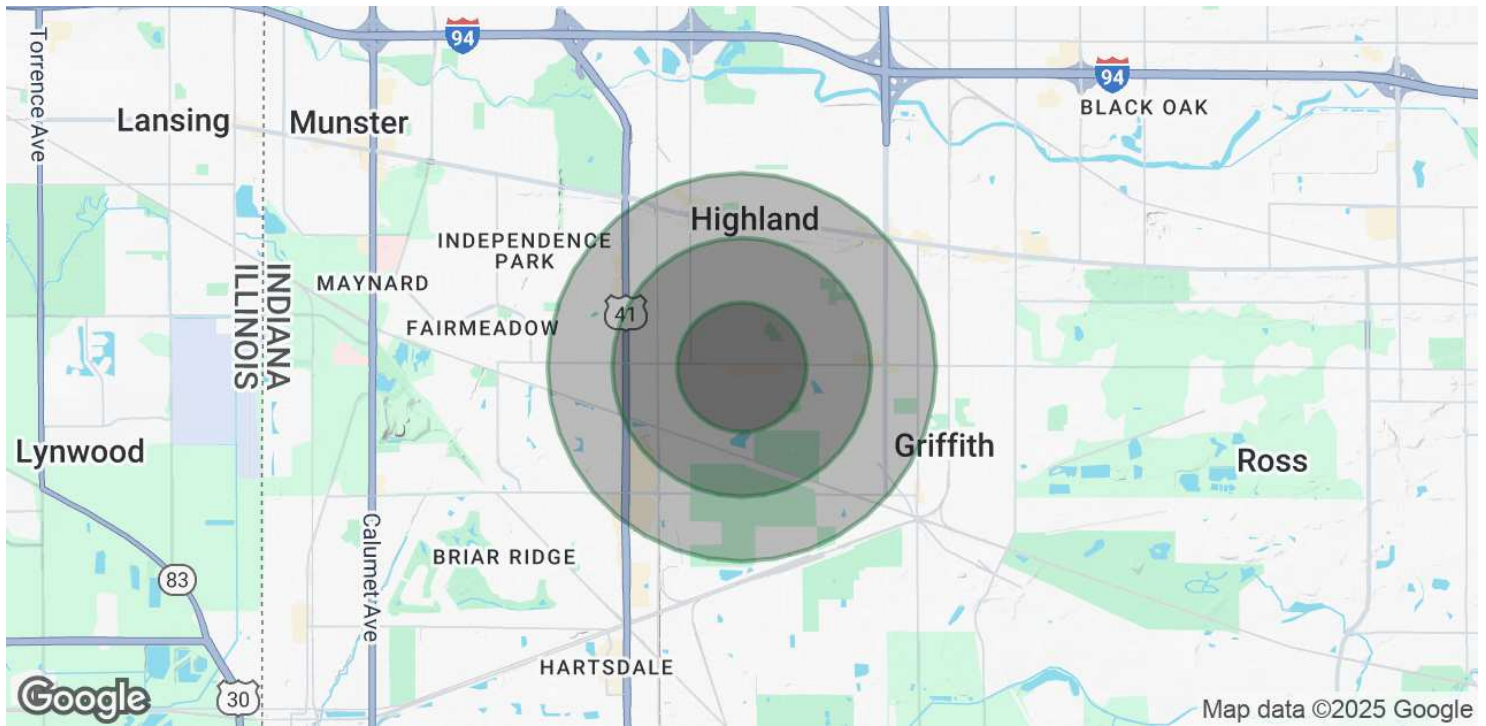 Torrence Ave
94
94
BLACK OAK
Lansing
Munster
Highland
INDEPENDENCE
PARK
MAYNARD
INDIANA
ILLINOIS
41
FAIRMEADOW
Lynwood
Griffith
Ross
Calumet Ave
BRIAR RIDGE
83
HARTSDALE
Google
30
Map data ©2025 Google